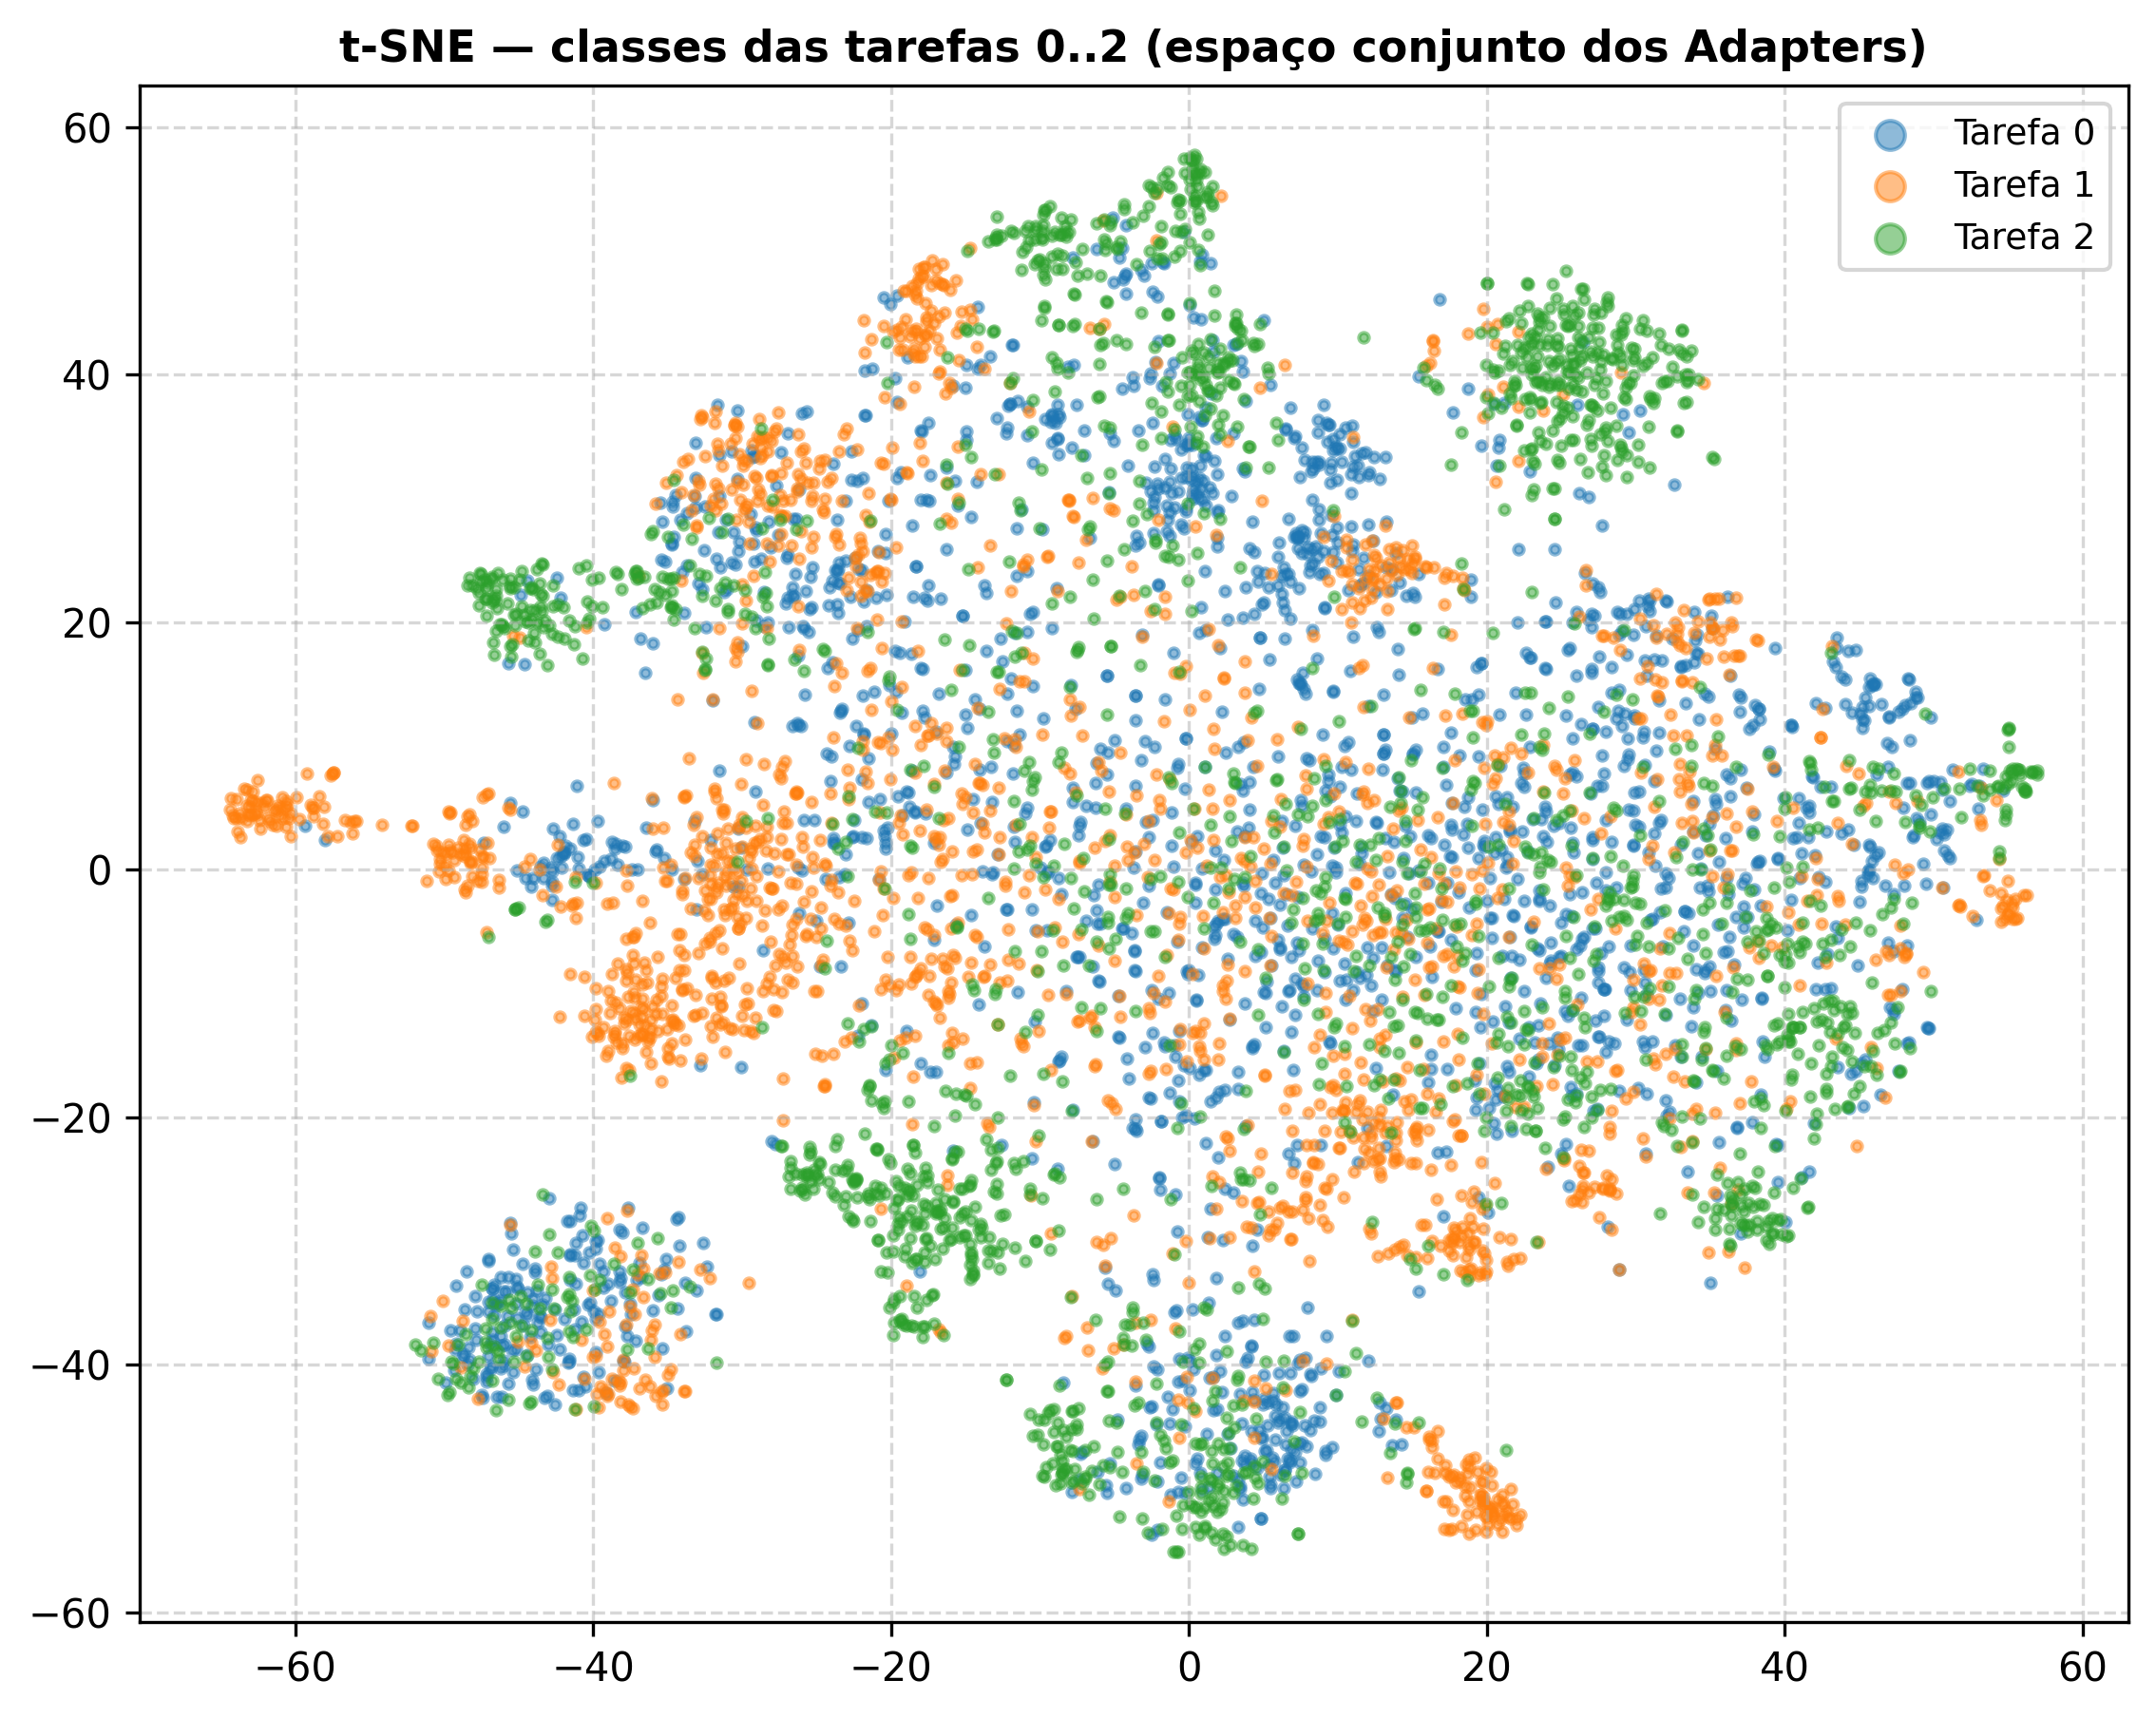 t-SNE — classes das tarefas 0..2 (espaço conjunto dos Adapters)
Tarefa 0
Tarefa 1
Tarefa 2
60
40
20
0
−20
−40
−60
−60 −40 −20 0 20 40 60